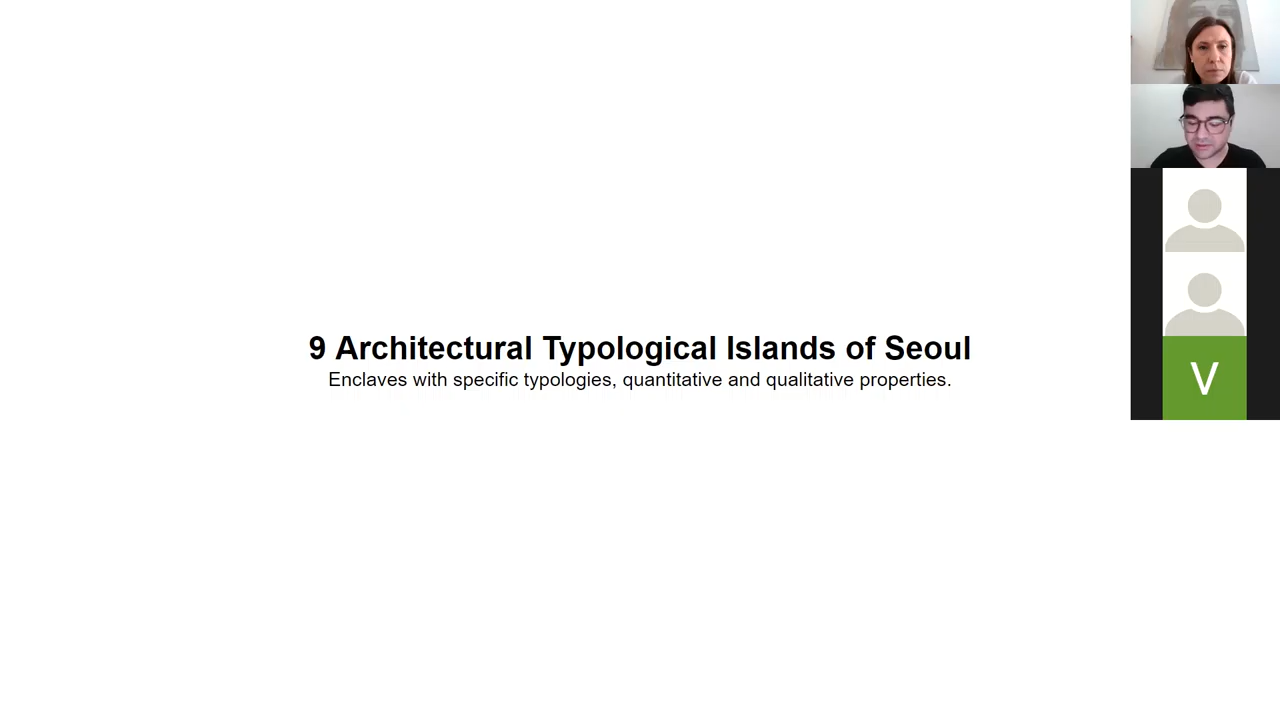 9 Architectural Typological Islands of Seoul
Enclaves with specific typologies, quantitative and qualitative properties.
V